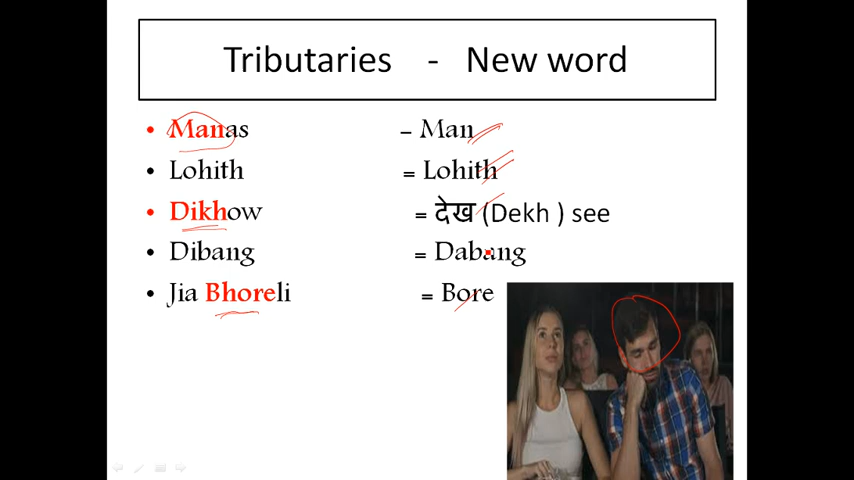 Tributaries - New word
• Manas – Man
• Lohith = Lohith
• Dikhow = देख (Dekh ) see
• Dibang = Dabang
• Jia Bhoreli = Bore